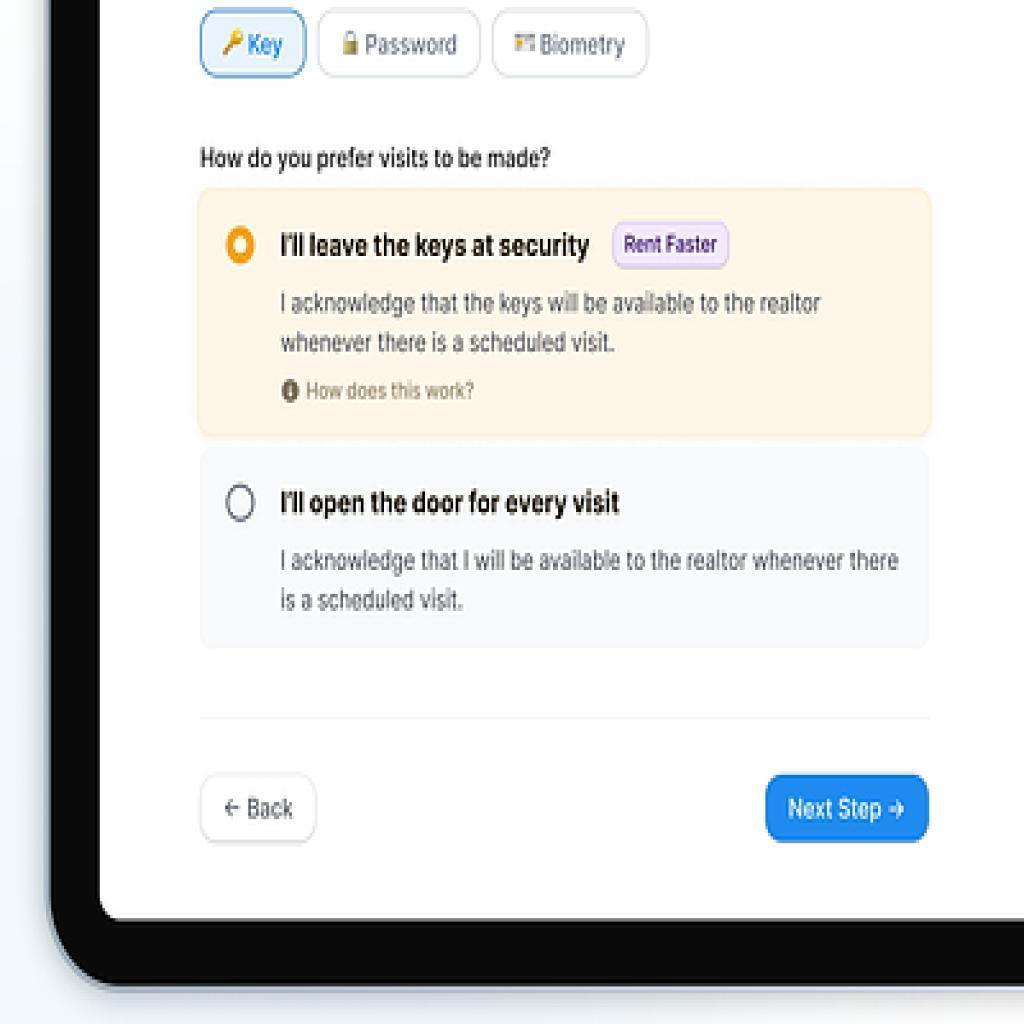 Key Password Biometry
How do you prefer visits to be made?
I'll leave the keys at security Rent Faster
I acknowledge that the keys will be available to the realtor
whenever there is a scheduled visit.
How does this work?
I'll open the door for every visit
I acknowledge that I will be available to the realtor whenever there
is a scheduled visit.
← Back Next Step →